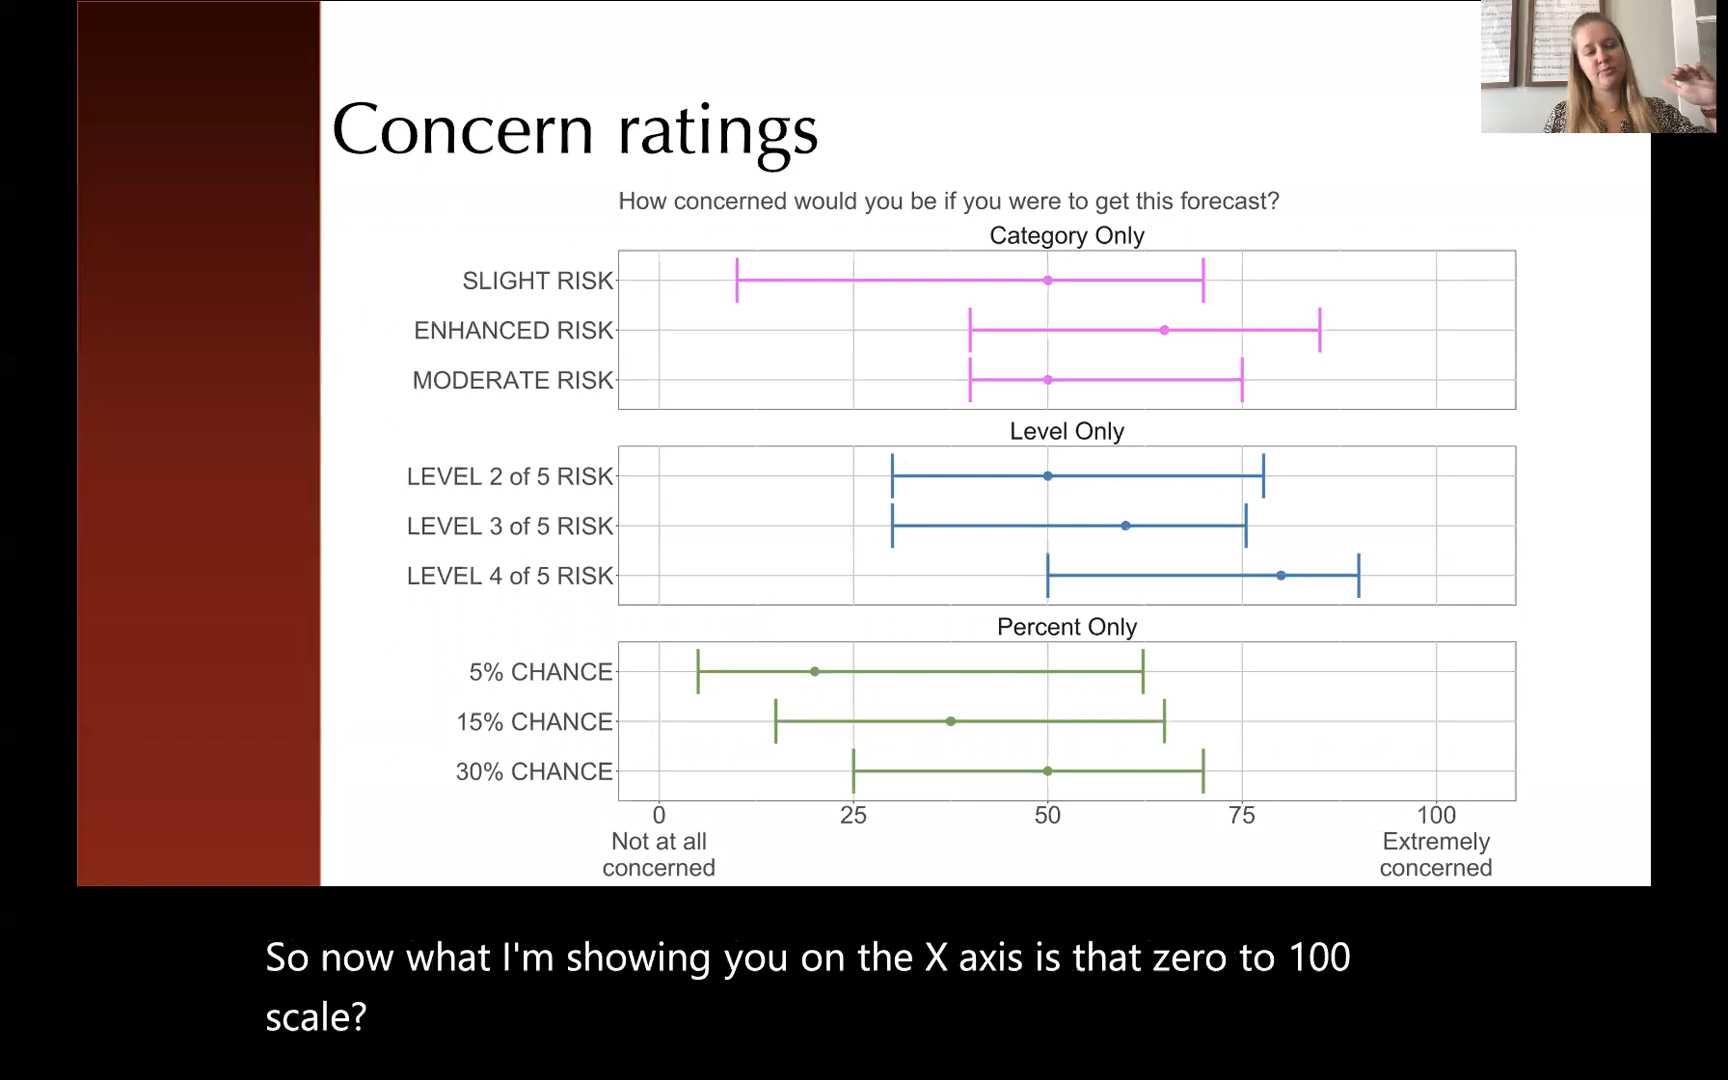 Concern ratings
How concerned would you be if you were to get this forecast?
Category Only
SLIGHT RISK
ENHANCED RISK
MODERATE RISK
Level Only
LEVEL 2 of 5 RISK
LEVEL 3 of 5 RISK
LEVEL 4 of 5 RISK
Percent Only
5% CHANCE
15% CHANCE
30% CHANCE
0 25 50 75 100
Not at all Extremely
concerned concerned
So now what I'm showing you on the X axis is that zero to 100
scale?